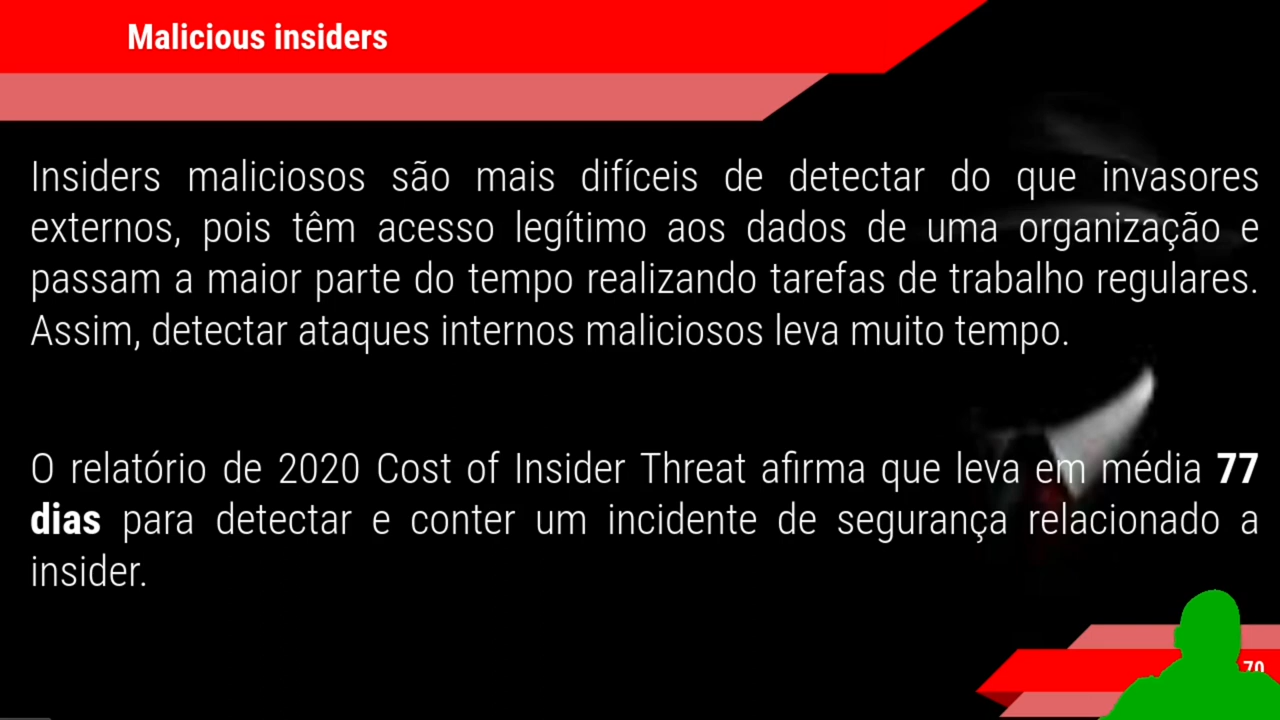 Malicious insiders
Insiders maliciosos são mais difíceis de detectar do que invasores
externos, pois têm acesso legítimo aos dados de uma organização e
passam a maior parte do tempo realizando tarefas de trabalho regulares.
Assim, detectar ataques internos maliciosos leva muito tempo.
O relatório de 2020 Cost of Insider Threat afirma que leva em média 77
dias para detectar e conter um incidente de segurança relacionado a
insider.
70